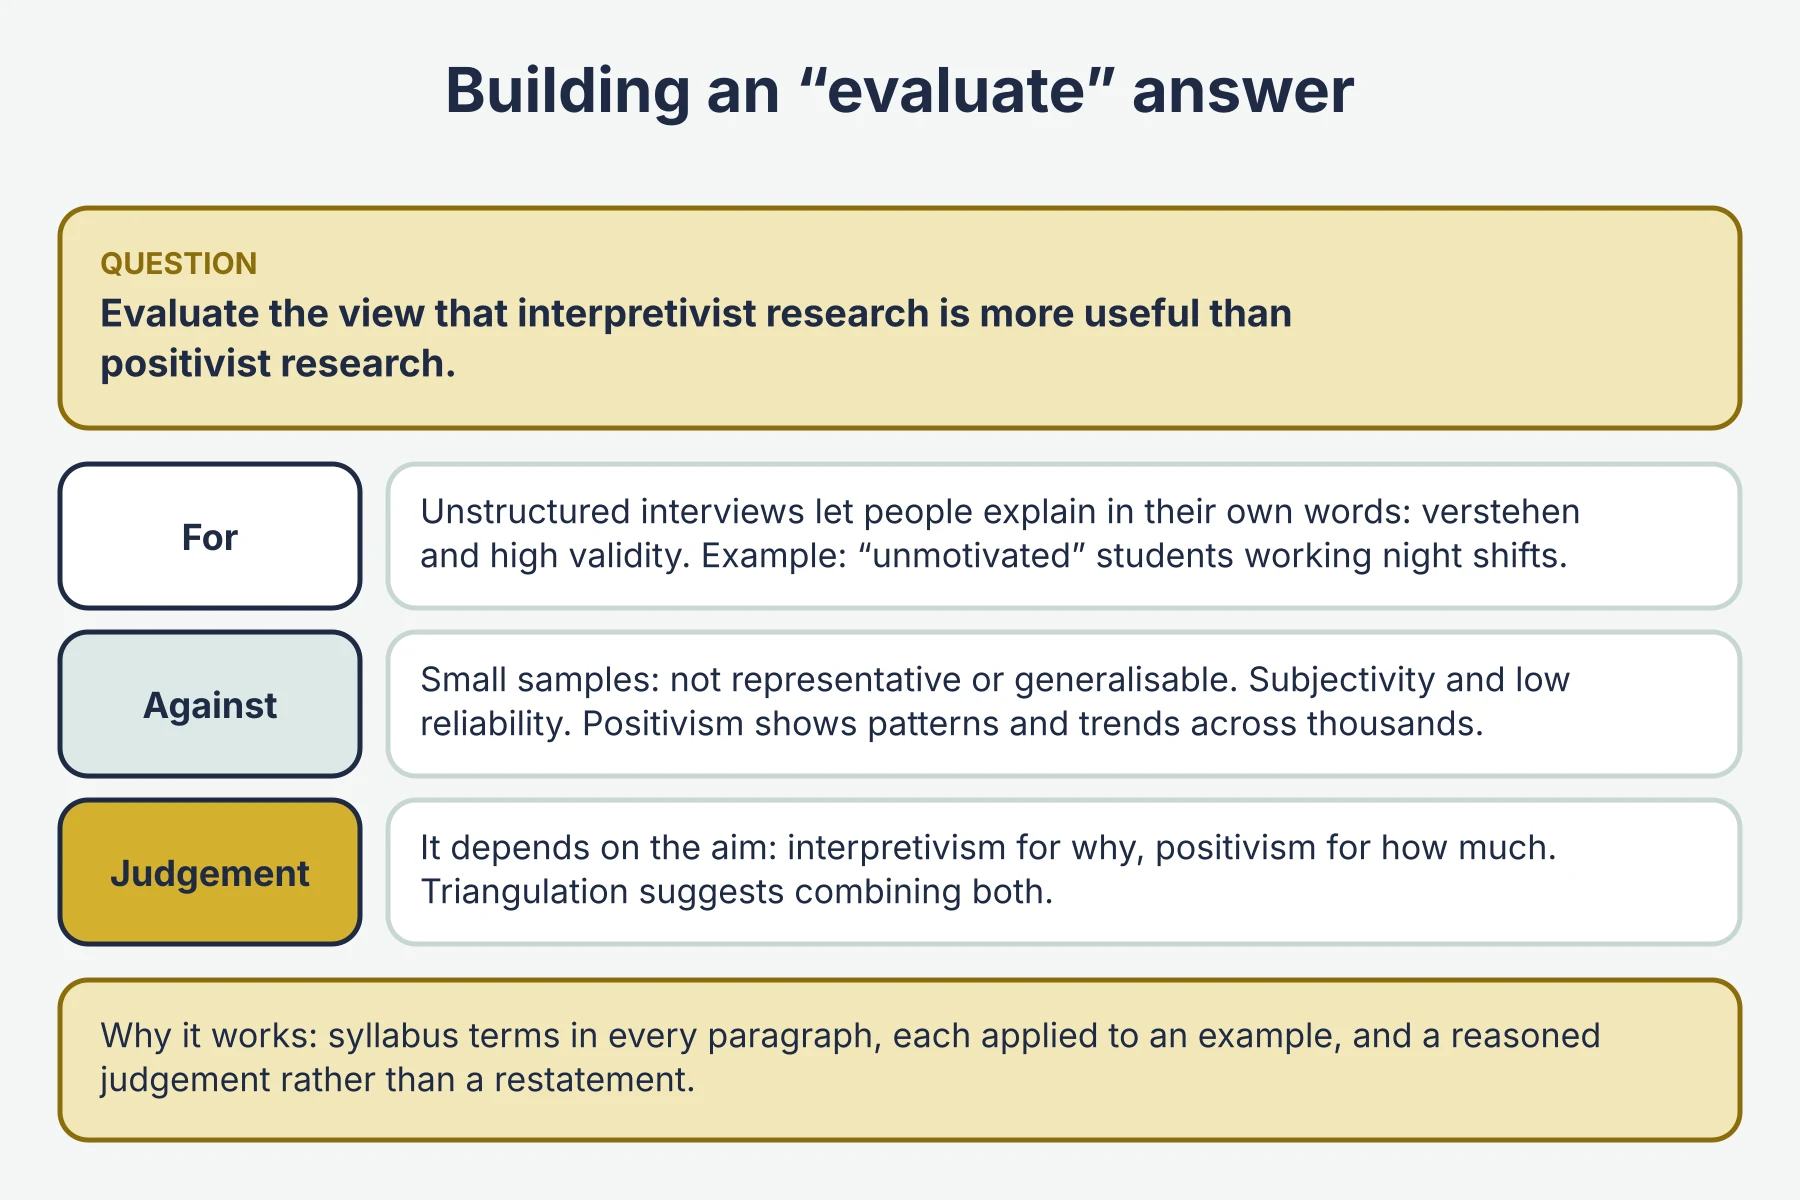 Building an “evaluate” answer
QUESTION
Evaluate the view that interpretivist research is more useful than
positivist research.
For
Unstructured interviews let people explain in their own words: verstehen
and high validity. Example: “unmotivated” students working night shifts.
Against
Small samples: not representative or generalisable. Subjectivity and low
reliability. Positivism shows patterns and trends across thousands.
Judgement
It depends on the aim: interpretivism for why, positivism for how much.
Triangulation suggests combining both.
Why it works: syllabus terms in every paragraph, each applied to an example, and a reasoned
judgement rather than a restatement.